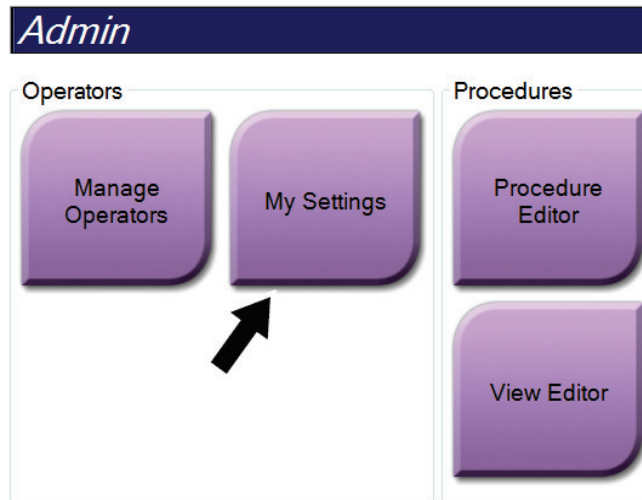 Admin
Operators
Manage
Operators
My Settings
Procedures
Procedure
Editor
View Editor